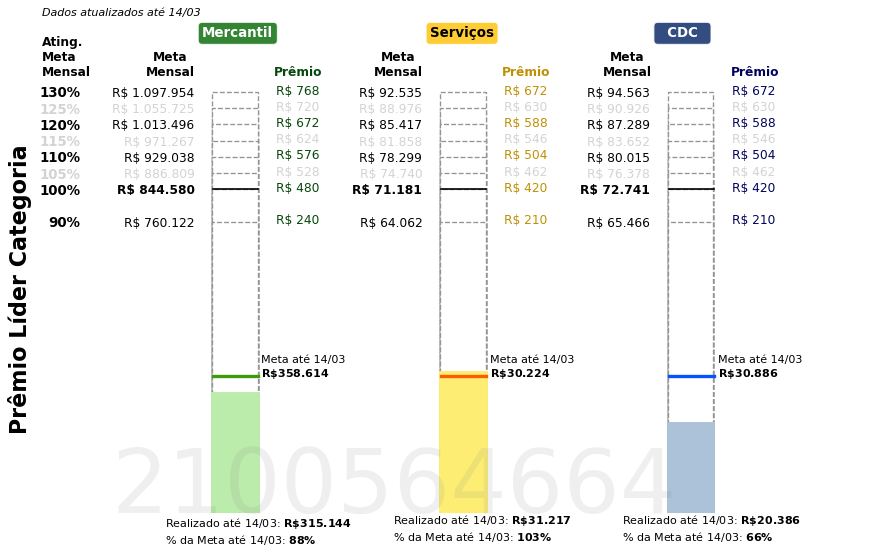 Dados atualizados até 14/03
Mercantil Serviços CDC
Ating.
Meta Meta Meta Meta
Mensal Mensal Prêmio Mensal Prêmio Mensal Prêmio
130% R$ 1.097.954 R$ 768 R$ 92.535 R$ 672 R$ 94.563 R$ 672
125% R$ 1.055.725 R$ 720 R$ 88.976 R$ 630 R$ 90.926 R$ 630
120% R$ 1.013.496 R$ 672 R$ 85.417 R$ 588 R$ 87.289 R$ 588
115% R$ 971.267 R$ 624 R$ 81.858 R$ 546 R$ 83.652 R$ 546
110% R$ 929.038 R$ 576 R$ 78.299 R$ 504 R$ 80.015 R$ 504
105% R$ 886.809 R$ 528 R$ 74.740 R$ 462 R$ 76.378 R$ 462
100% R$ 844.580 R$ 480 R$ 71.181 R$ 420 R$ 72.741 R$ 420
90% R$ 760.122 R$ 240 R$ 64.062 R$ 210 R$ 65.466 R$ 210
Prêmio Líder Categoria
Meta até 14/03 Meta até 14/03 Meta até 14/03
R$358.614 R$30.224 R$30.886
2100564664
Realizado até 14/03: R$315.144 Realizado até 14/03: R$31.217 Realizado até 14/03: R$20.386
% da Meta até 14/03: 88% % da Meta até 14/03: 103% % da Meta até 14/03: 66%